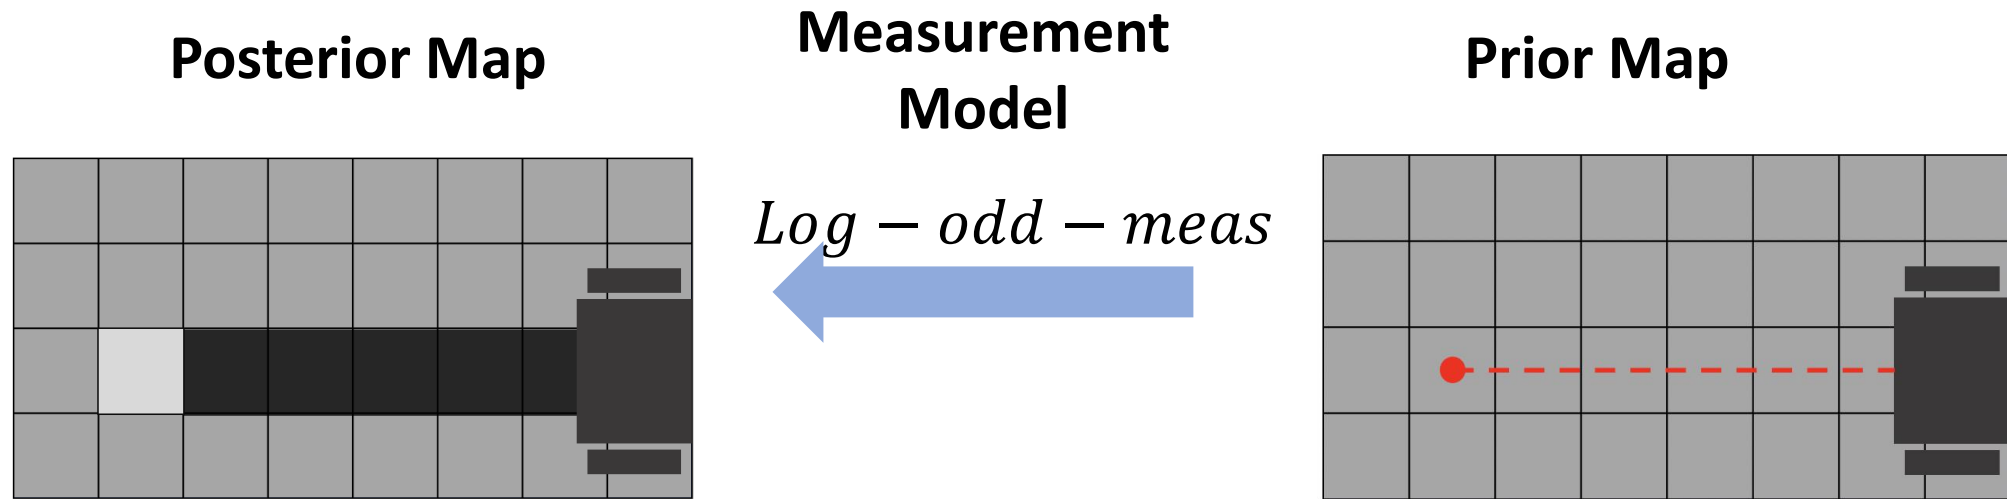 Posterior Map
Measurement
Model
Prior Map
Log − odd − meas